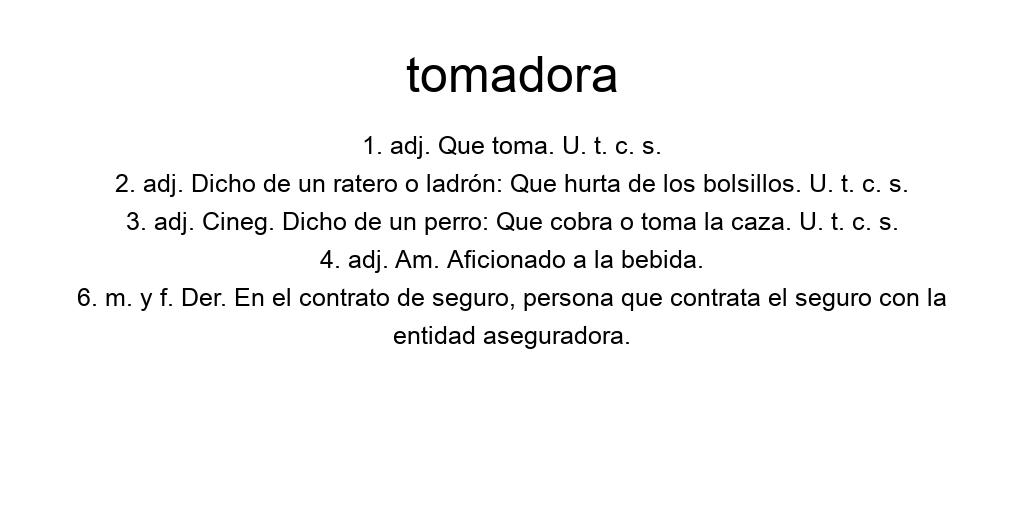 tomadora
1. adj. Que toma. U. t. c. s.
2. adj. Dicho de un ratero o ladrón: Que hurta de los bolsillos. U. t. c. s.
3. adj. Cineg. Dicho de un perro: Que cobra o toma la caza. U. t. c. s.
4. adj. Am. Aficionado a la bebida.
6. m. y f. Der. En el contrato de seguro, persona que contrata el seguro con la
entidad aseguradora.